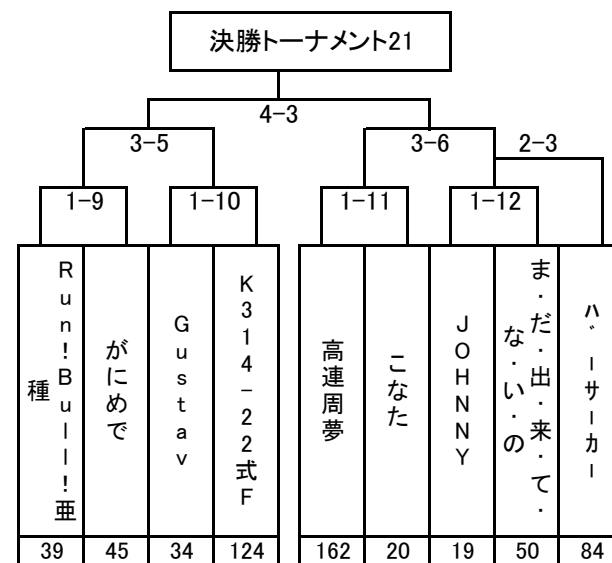 決勝トーナメント21
4-3
3-5
3-6
2-3
1-9
1-10
1-11
1-12
Run!Bull!亜
種
がにめで
Gustav
K314-22式F
高連周夢
こなた
JOHNNY
ま・だ・出・来・て・
な・い・の
バーサーカー
39
45
34
124
162
20
19
50
84